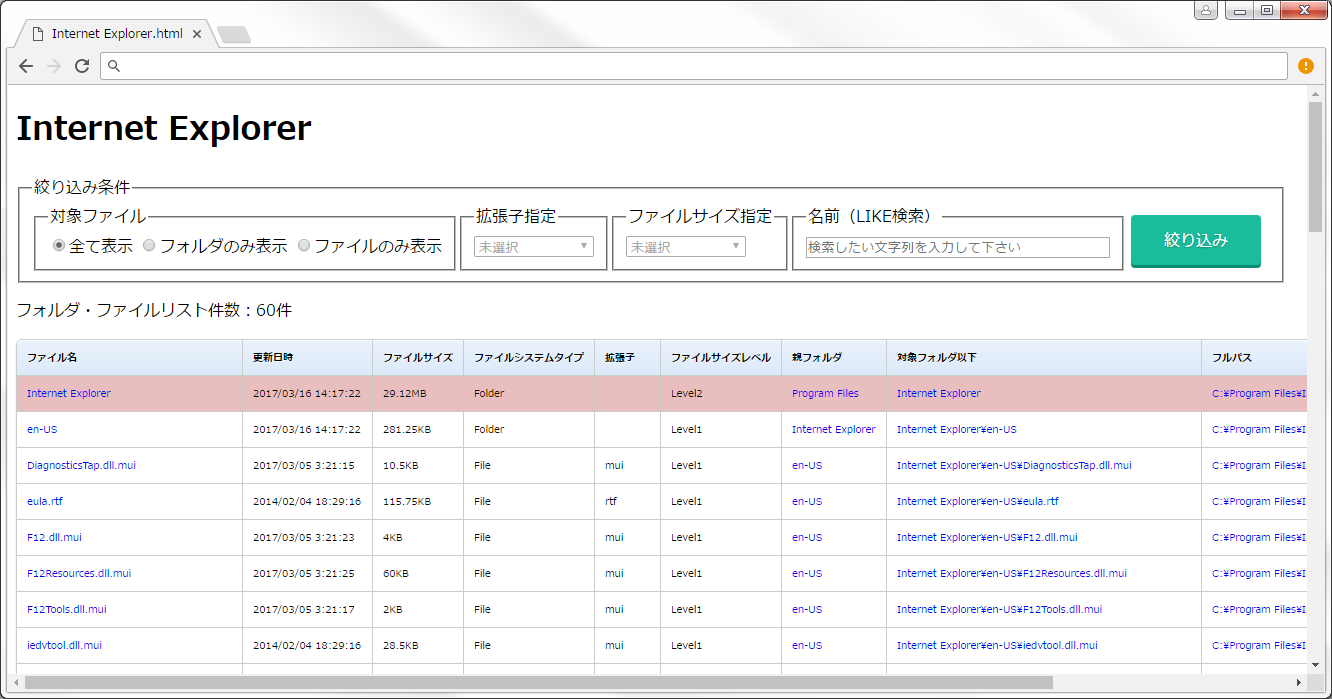 Internet Explorer.html
Internet Explorer
絞り込み条件
対象ファイル 拡張子指定 ファイルサイズ指定 名前（LIKE検索）
全て表示 フォルダのみ表示 ファイルのみ表示 未選択 未選択 検索したい文字列を入力して下さい 絞り込み
フォルダ・ファイルリスト件数：60件
ファイル名 更新日時 ファイルサイズ ファイルシステムタイプ 拡張子 ファイルサイズレベル 親フォルダ 対象フォルダ以下 フルパス
Internet Explorer 2017/03/16 14:17:22 29.12MB Folder Level2 Program Files Internet Explorer C:¥Program Files¥I
en-US 2017/03/16 14:17:22 281.25KB Folder Level1 Internet Explorer Internet Explorer¥en-US C:¥Program Files¥I
DiagnosticsTap.dll.mui 2017/03/05 3:21:15 10.5KB File mui Level1 en-US Internet Explorer¥en-US¥DiagnosticsTap.dll.mui C:¥Program Files¥I
eula.rtf 2014/02/04 18:29:16 115.75KB File rtf Level1 en-US Internet Explorer¥en-US¥eula.rtf C:¥Program Files¥I
F12.dll.mui 2017/03/05 3:21:23 4KB File mui Level1 en-US Internet Explorer¥en-US¥F12.dll.mui C:¥Program Files¥I
F12Resources.dll.mui 2017/03/05 3:21:25 60KB File mui Level1 en-US Internet Explorer¥en-US¥F12Resources.dll.mui C:¥Program Files¥I
F12Tools.dll.mui 2017/03/05 3:21:17 2KB File mui Level1 en-US Internet Explorer¥en-US¥F12Tools.dll.mui C:¥Program Files¥I
iedvtool.dll.mui 2014/02/04 18:29:16 28.5KB File mui Level1 en-US Internet Explorer¥en-US¥iedvtool.dll.mui C:¥Program Files¥I